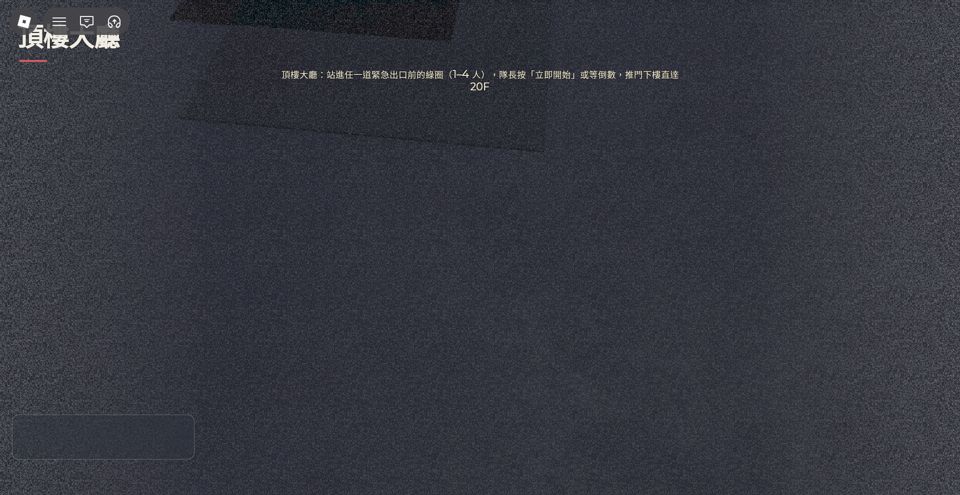 頂樓大廳
頂樓大廳：站進任一道緊急出口前的綠圈（1–4 人），隊長按「立即開始」或等倒數，推門下樓直達
20F